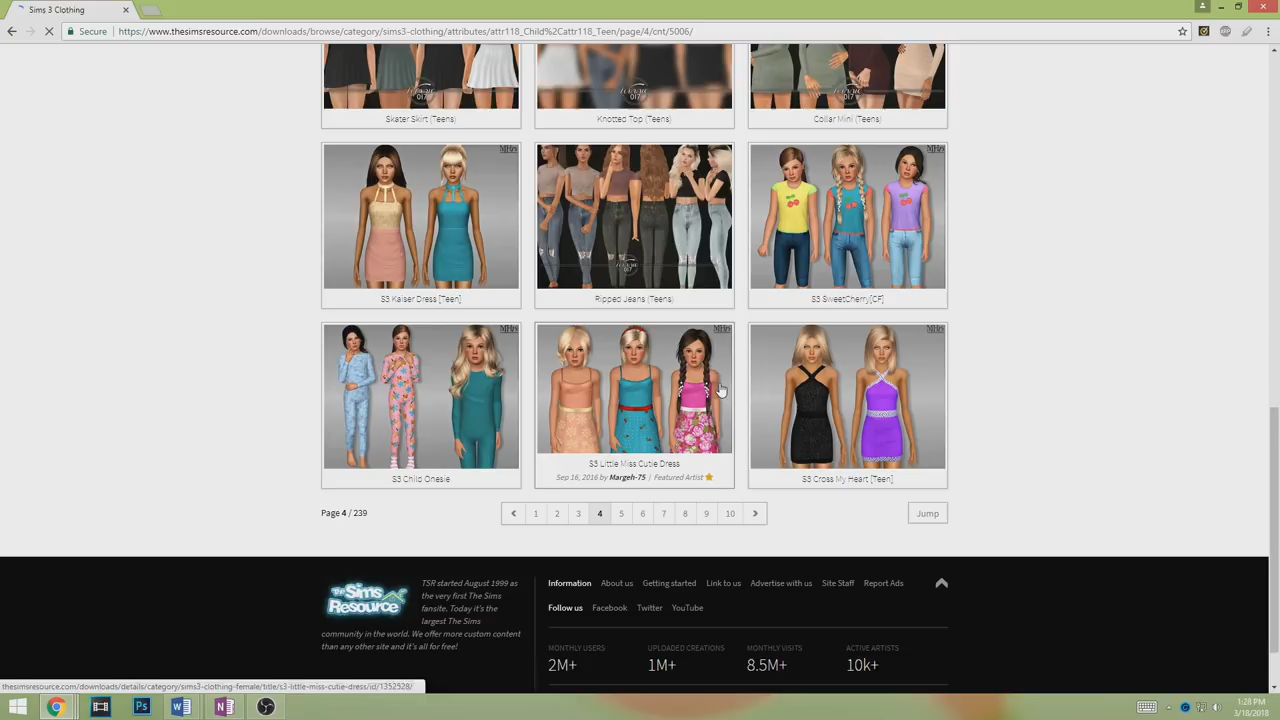 Sims 3 Clothing
Secure
https://www.thesimsresource.com/downloads/browse/category/sims3-clothing/attributes/attr118_Child%2Cattr118_Teen/page/4/cnt/5006/
017
017
017
Skater Skirt (Teens)
Knotted Top (Teens)
Collar Mini (Teens)
S3 Kaiser Dress [Teen]
Ripped Jeans (Teens)
S3 SweetCherry[CF]
S3 Child Onesie
S3 Little Miss Cutie Dress
Sep 16, 2016 by Margeh-75 | Featured Artist
S3 Cross My Heart [Teen]
Page 4 / 239
1 2 3 4 5 6 7 8 9 10
Jump
The Sims Resource
TSR started August 1999 as
the very first The Sims
fansite. Today it's the
largest The Sims
community in the world. We offer more custom content
than any other site and it's all for free!
Information About us Getting started Link to us Advertise with us Site Staff Report Ads
Follow us Facebook Twitter YouTube
MONTHLY USERS UPLOADED CREATIONS MONTHLY VISITS ACTIVE ARTISTS
2M+ 1M+ 8.5M+ 10k+
thesimsresource.com/downloads/details/category/sims3-clothing-female/title/s3-little-miss-cutie-dress/id/1352528/
1:28 PM
3/18/2018